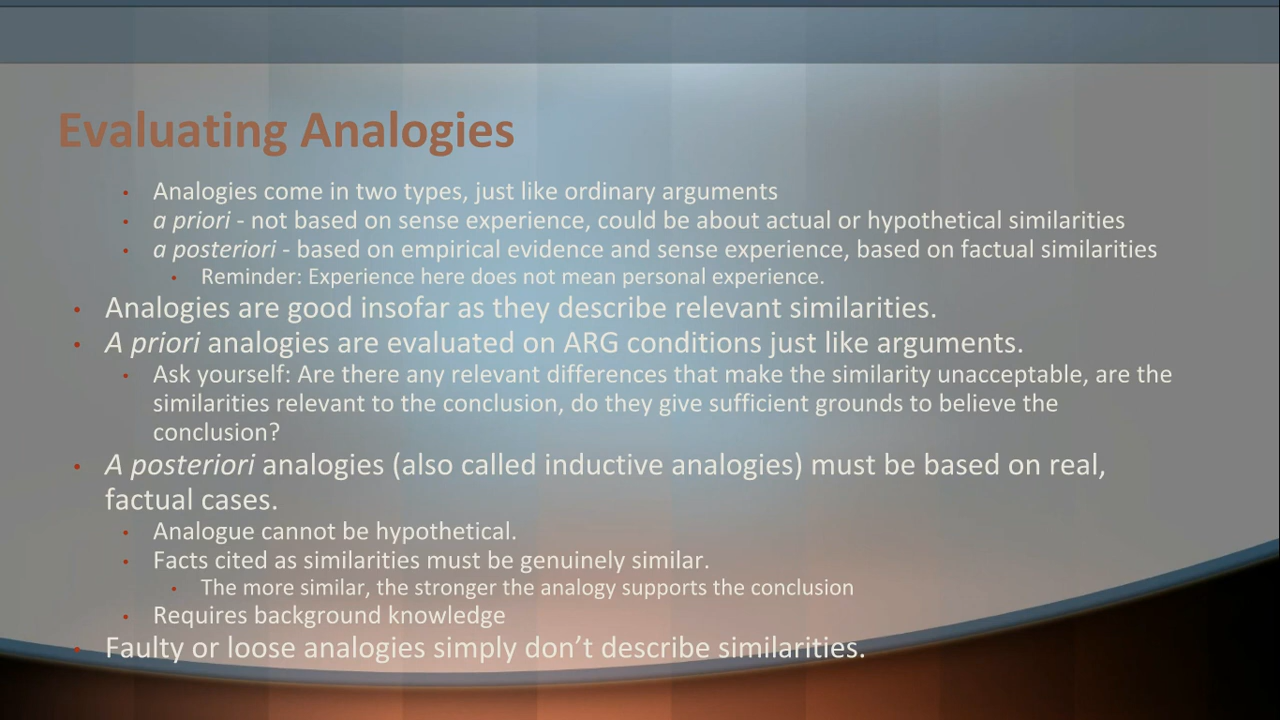 Evaluating Analogies
• Analogies come in two types, just like ordinary arguments
• a priori - not based on sense experience, could be about actual or hypothetical similarities
• a posteriori - based on empirical evidence and sense experience, based on factual similarities
• Reminder: Experience here does not mean personal experience.
• Analogies are good insofar as they describe relevant similarities.
• A priori analogies are evaluated on ARG conditions just like arguments.
• Ask yourself: Are there any relevant differences that make the similarity unacceptable, are the
similarities relevant to the conclusion, do they give sufficient grounds to believe the
conclusion?
• A posteriori analogies (also called inductive analogies) must be based on real,
factual cases.
• Analogue cannot be hypothetical.
• Facts cited as similarities must be genuinely similar.
• The more similar, the stronger the analogy supports the conclusion
• Requires background knowledge
• Faulty or loose analogies simply don’t describe similarities.